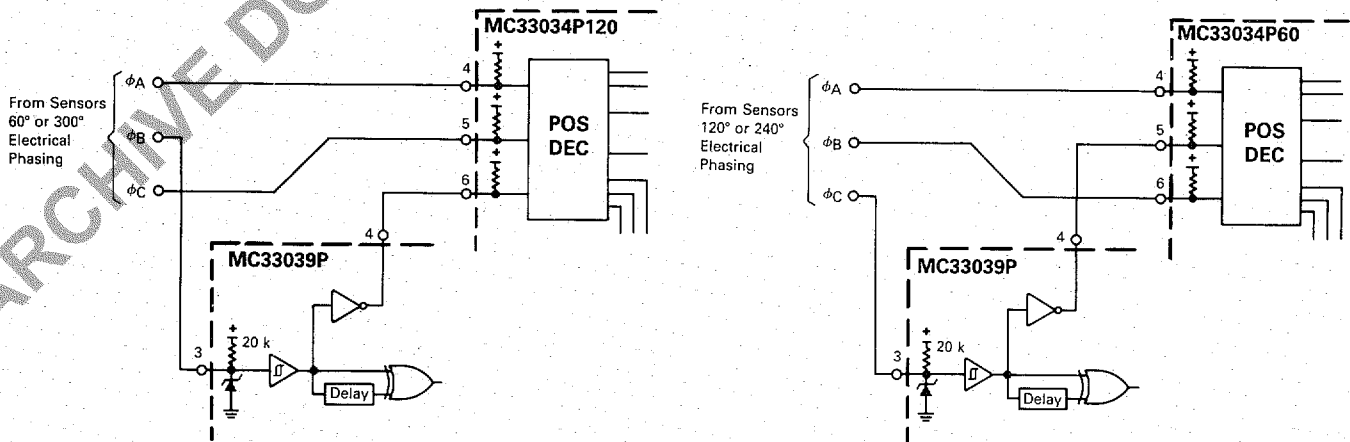 ARCHIVE DO
MC33034P120
+
4
ϕA
From Sensors
60° or 300°
Electrical
Phasing
+
5
ϕB
POS
DEC
+
6
ϕC
4
MC33039P
+
20 k
3
Delay
MC33034P60
+
4
ϕA
From Sensors
120° or 240°
Electrical
Phasing
+
5
ϕB
POS
DEC
+
6
ϕC
4
MC33039P
+
20 k
3
Delay